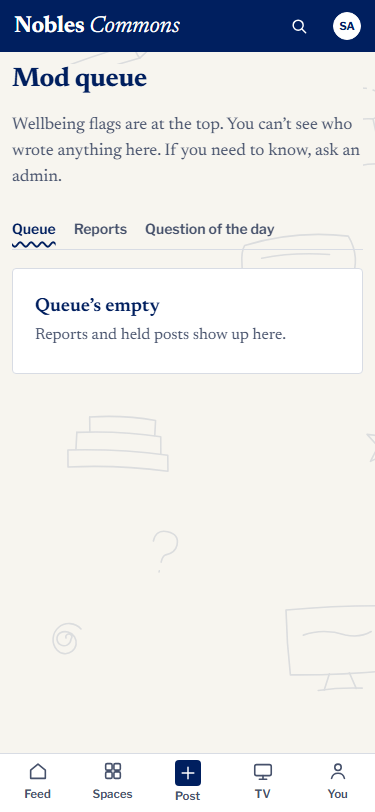 Nobles Commons
SA
Mod queue
Wellbeing flags are at the top. You can’t see who
wrote anything here. If you need to know, ask an
admin.
Queue Reports Question of the day
Queue’s empty
Reports and held posts show up here.
?
Feed Spaces Post TV You